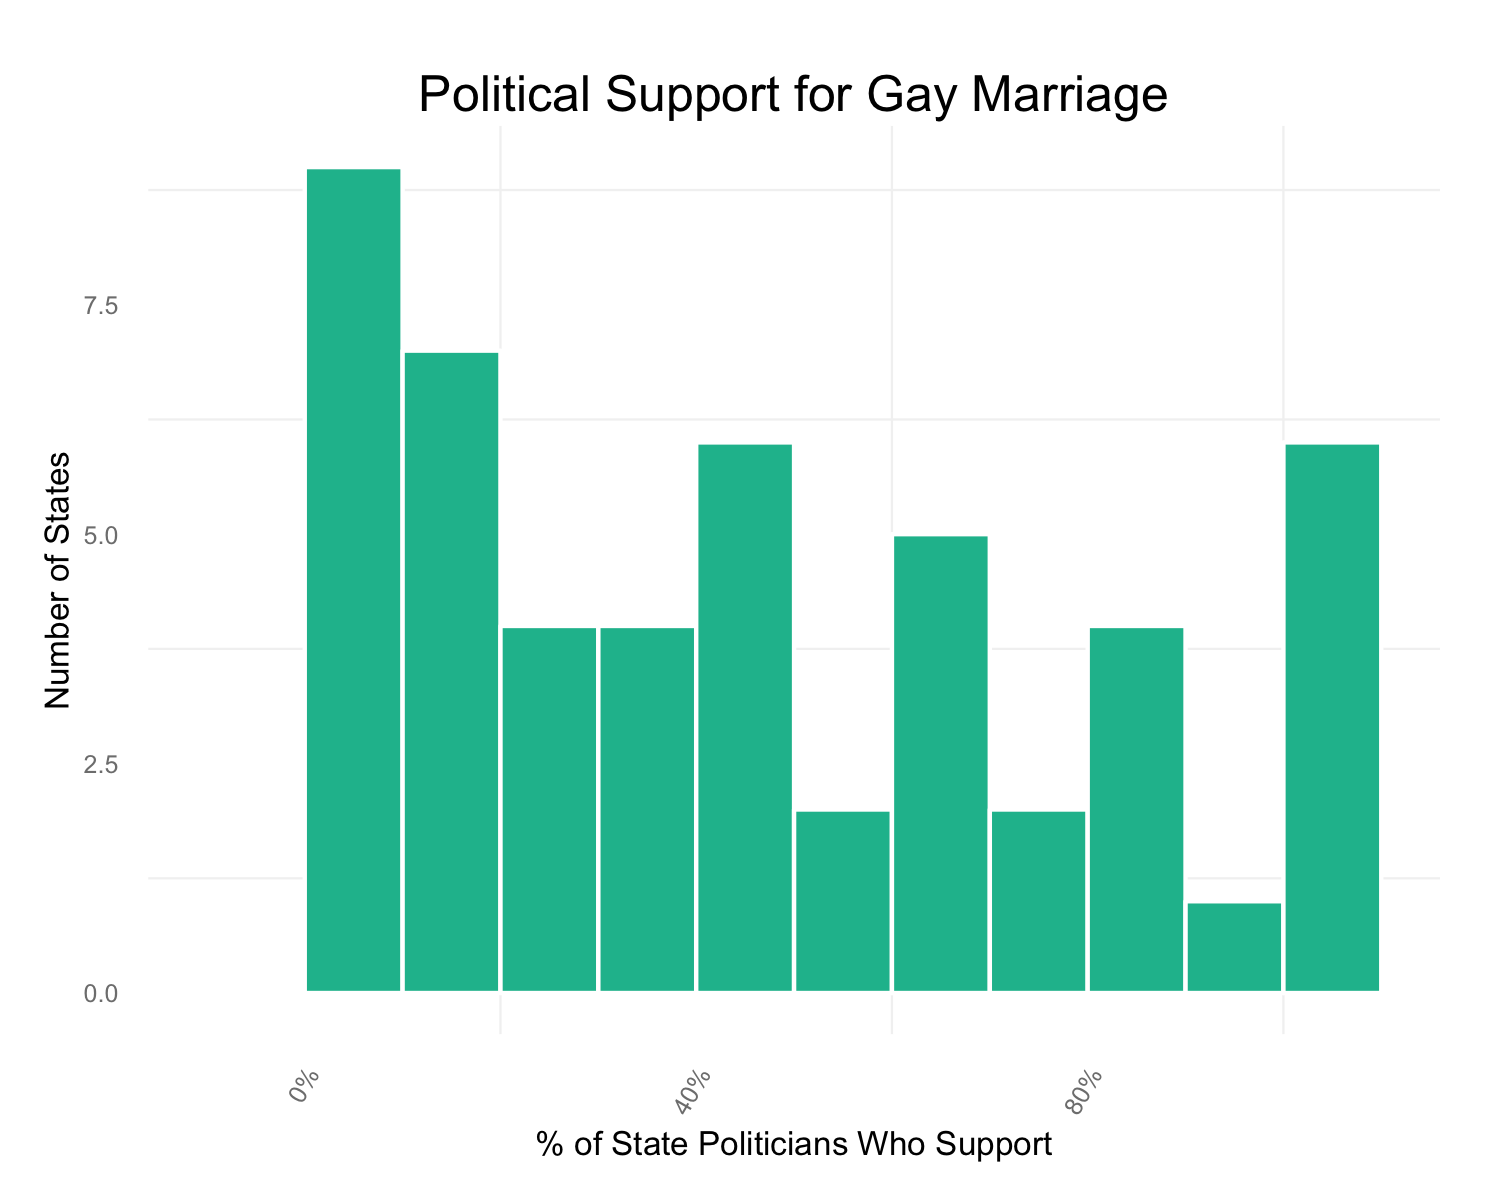 Political Support for Gay Marriage
Number of States
7.5
5.0
2.5
0.0
0%
40%
80%
% of State Politicians Who Support